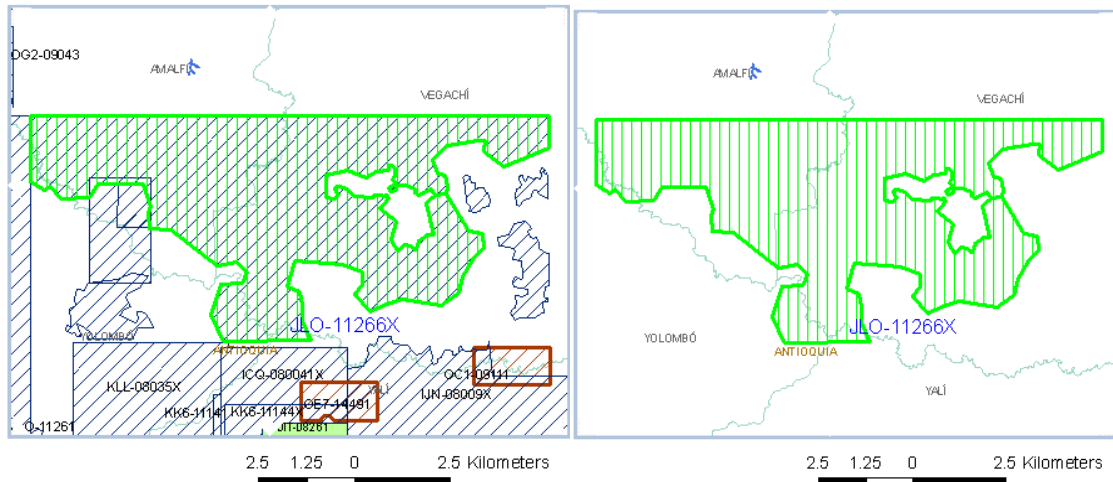 OG2-09043
AMALFI
VEGACHÍ
YOLOMBÓ
JLO-11266X
ANTIOQUIA
KLL-08035X
ICQ-080041X
YALÍ
OC1-09111
IJN-08009X
KK6-11141
KK6-11144X
OE7-14491
JIT-08261
O-11261
2.5 1.25 0 2.5 Kilometers
AMALFI
VEGACHÍ
YOLOMBÓ
JLO-11266X
ANTIOQUIA
YALÍ
2.5 1.25 0 2.5 Kilometers